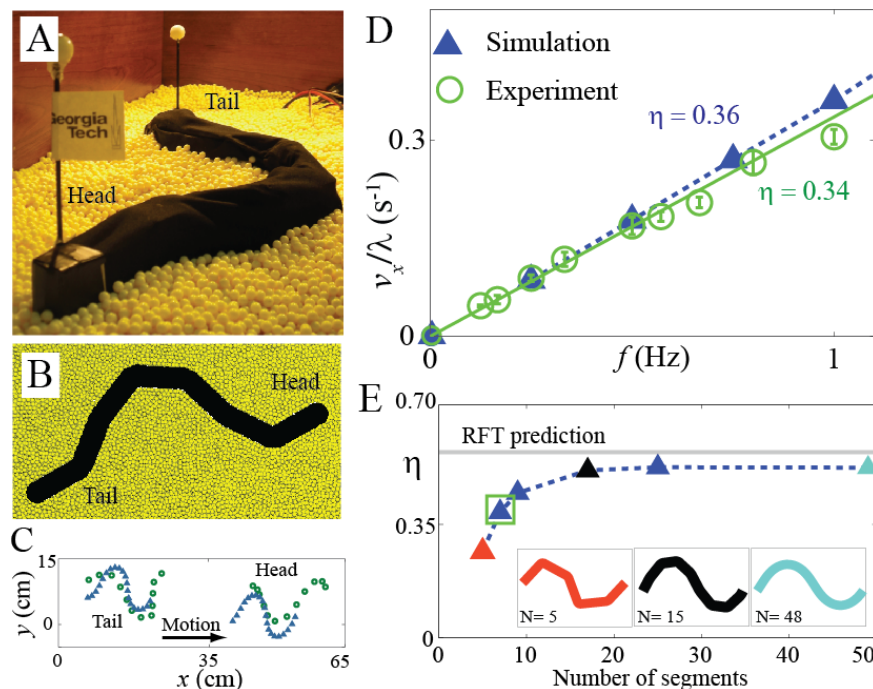 A
Georgia
Tech
Head
Tail
B
Head
Tail
C
15
0
y (cm)
Tail
Head
Motion
0
35
65
x (cm)
D
Simulation
Experiment
η = 0.36
η = 0.34
0.3
0
vx/λ (s⁻¹)
0
f (Hz)
1
E
0.70
RFT prediction
η
0.35
0
N= 5
N= 15
N= 48
0
10
20
30
40
50
Number of segments